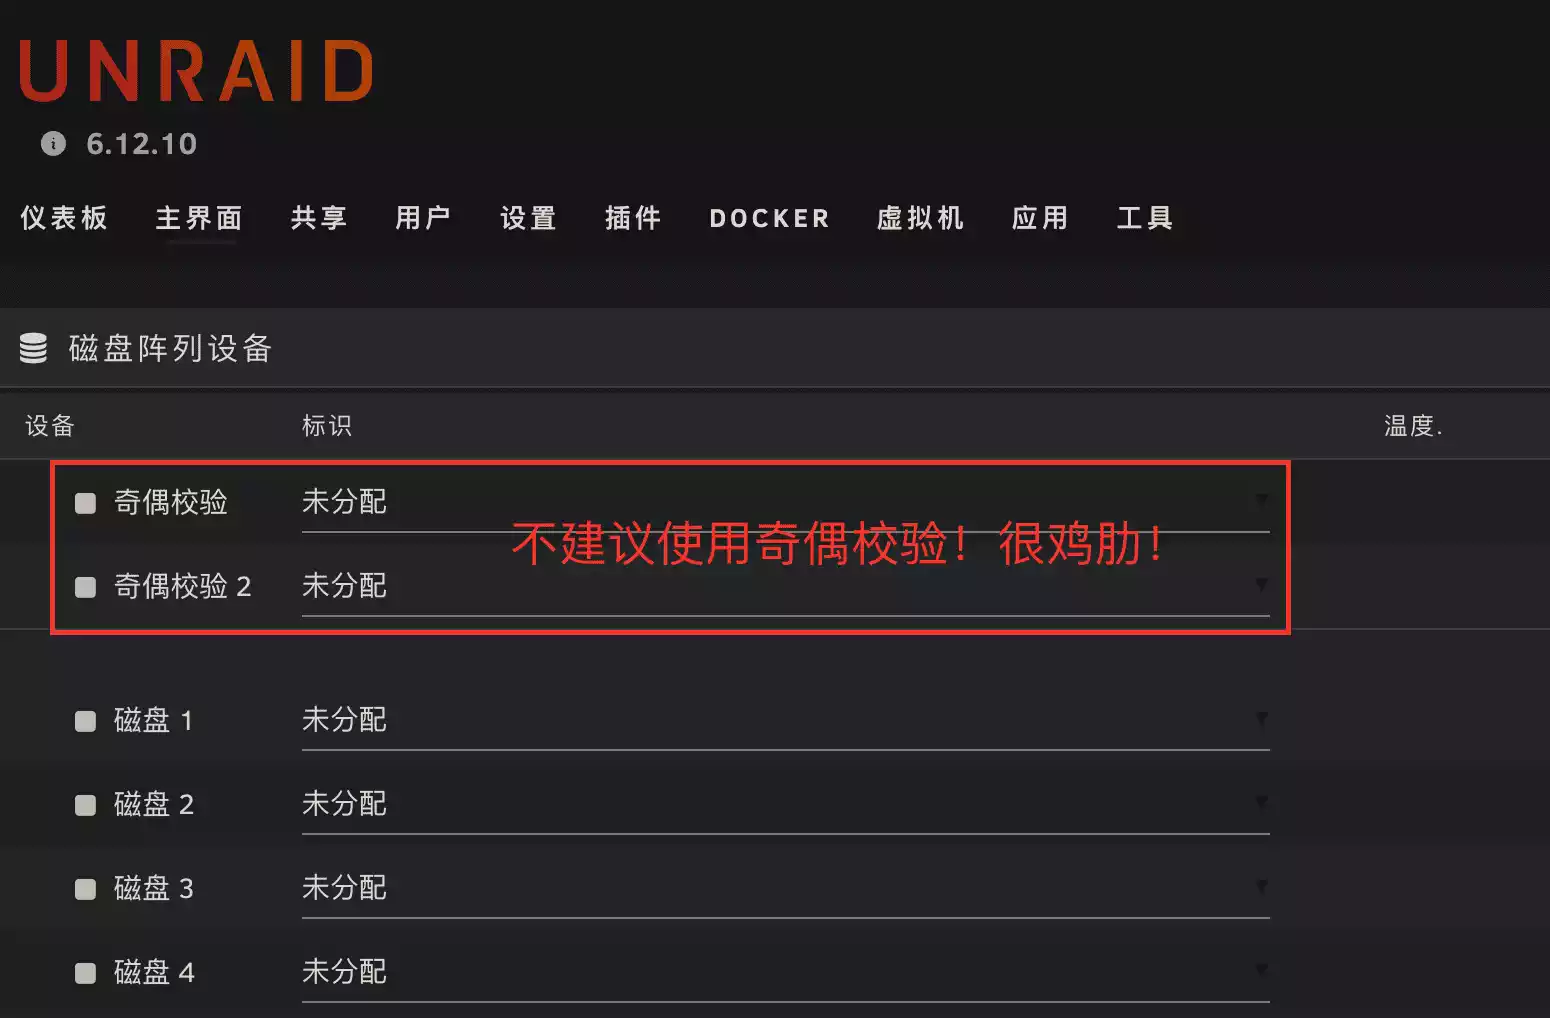 UNRAID
6.12.10
仪表板 主界面 共享 用户 设置 插件 DOCKER 虚拟机 应用 工具
磁盘阵列设备
设备 标识 温度.
奇偶校验 未分配
不建议使用奇偶校验！很鸡肋！
奇偶校验 2 未分配
磁盘 1 未分配
磁盘 2 未分配
磁盘 3 未分配
磁盘 4 未分配